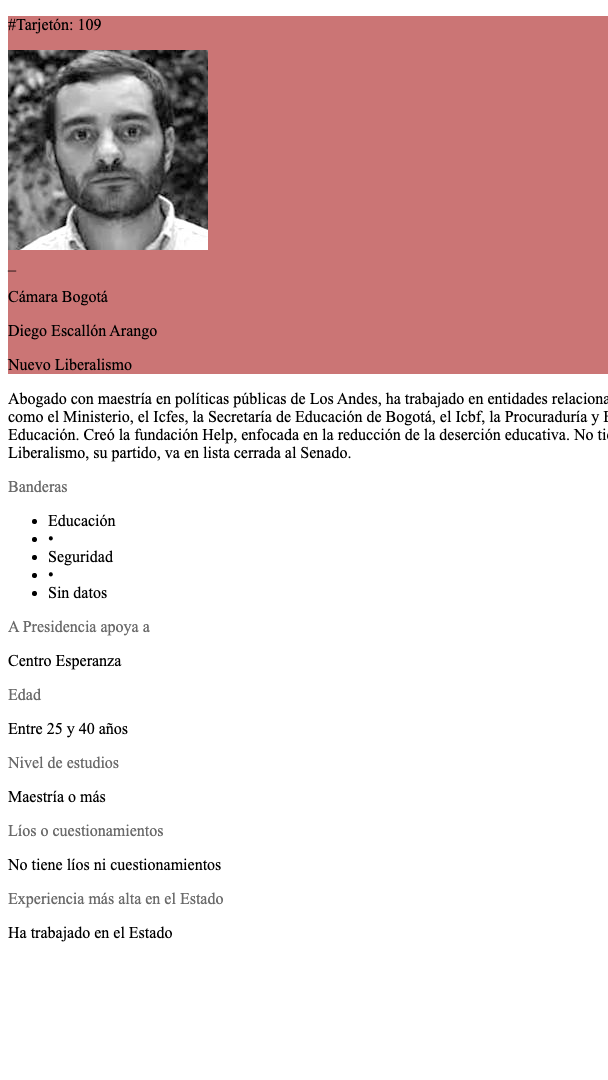 #Tarjetón: 109
_
Cámara Bogotá
Diego Escallón Arango
Nuevo Liberalismo
Abogado con maestría en políticas públicas de Los Andes, ha trabajado en entidades
como el Ministerio, el Icfes, la Secretaría de Educación de Bogotá, el Icbf, la Procuraduría y
Educación. Creó la fundación Help, enfocada en la reducción de la deserción educativa. No
Liberalismo, su partido, va en lista cerrada al Senado.
Banderas
• Educación
• •
• Seguridad
• •
• Sin datos
A Presidencia apoya a
Centro Esperanza
Edad
Entre 25 y 40 años
Nivel de estudios
Maestría o más
Líos o cuestionamientos
No tiene líos ni cuestionamientos
Experiencia más alta en el Estado
Ha trabajado en el Estado